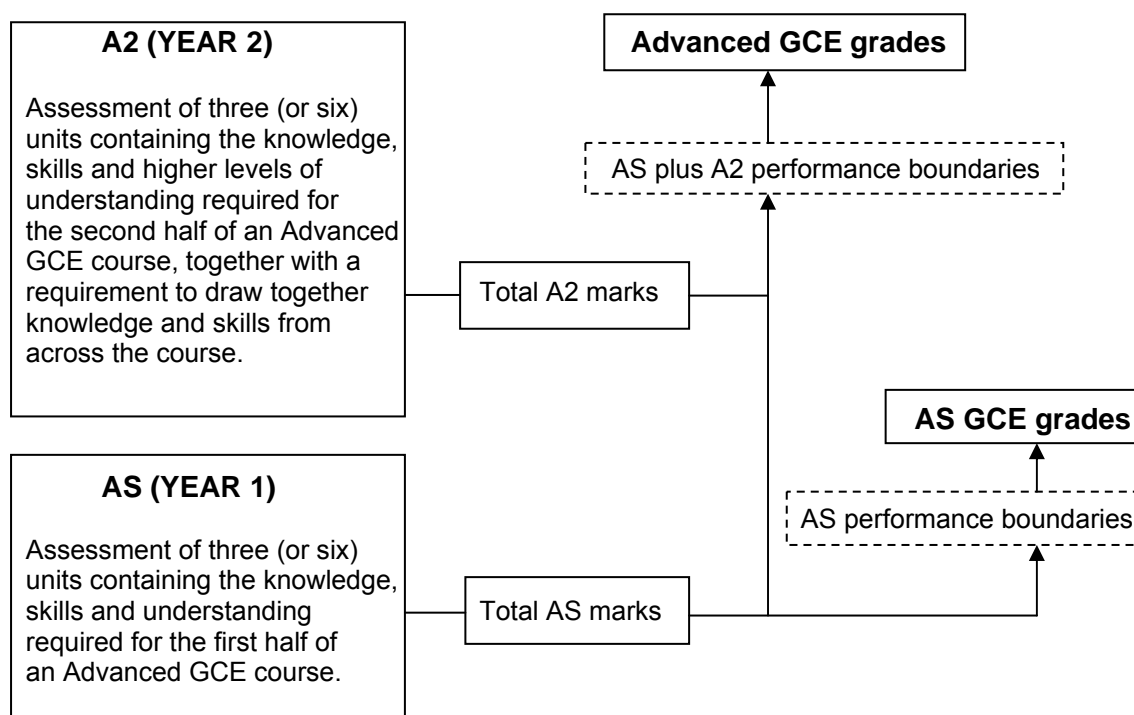 A2 (YEAR 2)
Assessment of three (or six)
units containing the knowledge,
skills and higher levels of
understanding required for
the second half of an Advanced
GCE course, together with a
requirement to draw together
knowledge and skills from
across the course.
Total A2 marks
Advanced GCE grades
AS plus A2 performance boundaries
AS GCE grades
AS performance boundaries
AS (YEAR 1)
Assessment of three (or six)
units containing the knowledge,
skills and understanding
required for the first half of
an Advanced GCE course.
Total AS marks